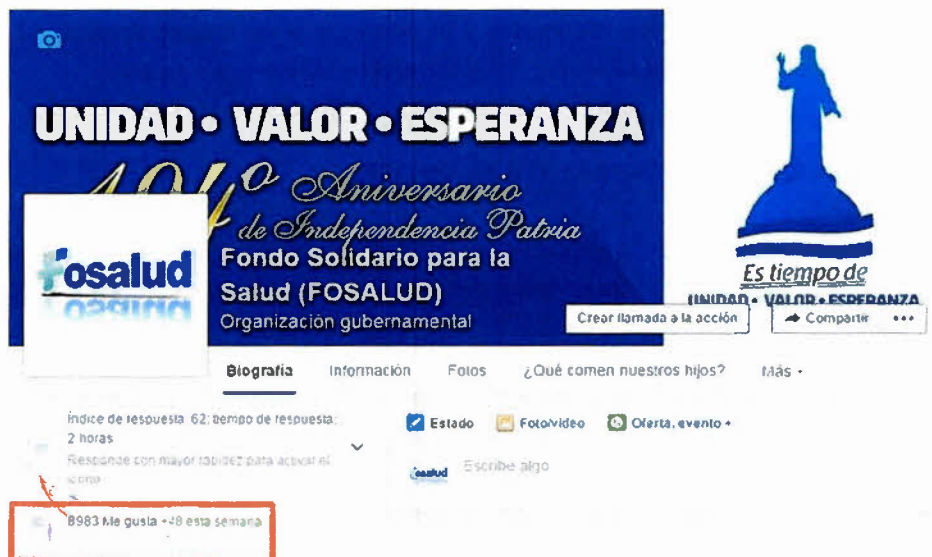 UNIDAD • VALOR • ESPERANZA
194º Aniversario
de Independencia Patria
fosalud
Fondo Solidario para la
Salud (FOSALUD)
Organización gubernamental
Es tiempo de
UNIDAD • VALOR • ESPERANZA
Crear llamada a la acción
Compartir
Biografía Información Fotos ¿Qué comen nuestros hijos? Más
Índice de respuesta 62; tiempo de respuesta:
2 horas
Responde con mayor rapidez para activar el
icono
8983 Me gusta +48 esta semana
Estado Foto/video Oferta, evento +
fosalud Escribe algo